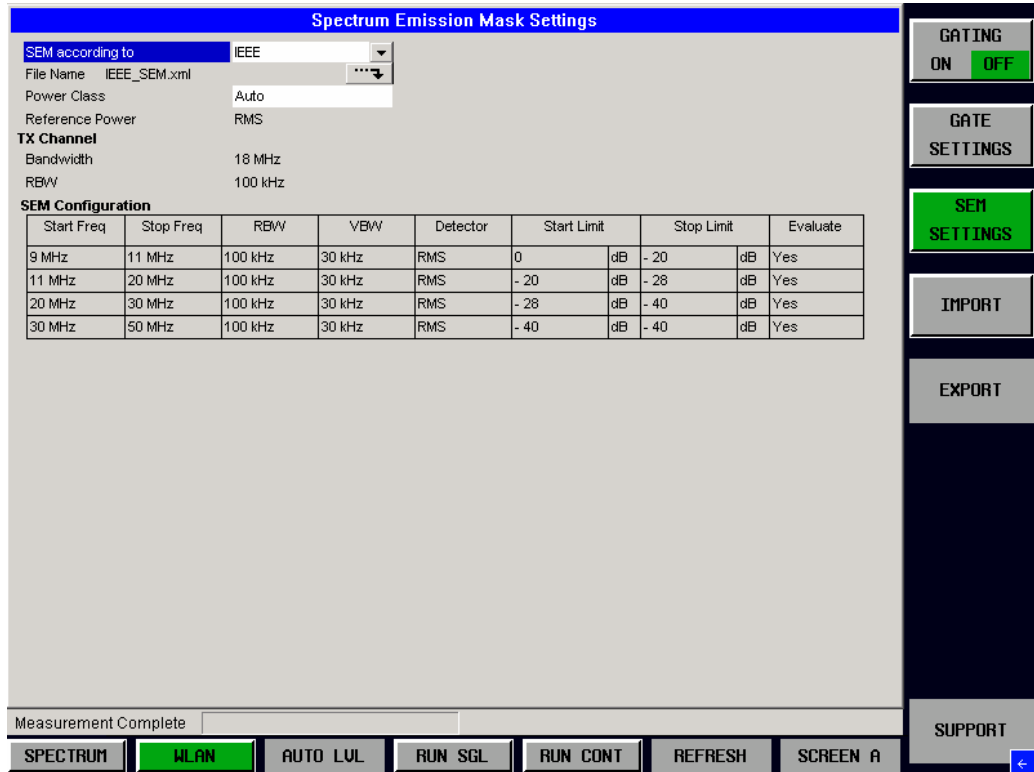 Spectrum Emission Mask Settings
SEM according to IEEE
File Name IEEE_SEM.xml
Power Class Auto
Reference Power RMS
TX Channel
Bandwidth 18 MHz
RBW 100 kHz
SEM Configuration
Start Freq Stop Freq RBW VBW Detector Start Limit Stop Limit Evaluate
9 MHz 11 MHz 100 kHz 30 kHz RMS 0 dB - 20 dB Yes
11 MHz 20 MHz 100 kHz 30 kHz RMS - 20 dB - 28 dB Yes
20 MHz 30 MHz 100 kHz 30 kHz RMS - 28 dB - 40 dB Yes
30 MHz 50 MHz 100 kHz 30 kHz RMS - 40 dB - 40 dB Yes
Measurement Complete
SPECTRUM WLAN AUTO LVL RUN SGL RUN CONT REFRESH SCREEN A
GATING
ON OFF
GATE
SETTINGS
SEM
SETTINGS
IMPORT
EXPORT
SUPPORT